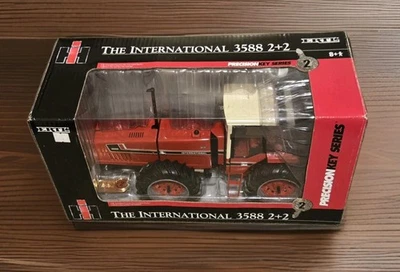 THE INTERNATIONAL 3588 2+2
ERTL
PRECISION KEY SERIES
2
8+
ERTL
PRECISION KEY SERIES
THE INTERNATIONAL 3588 2+2
2